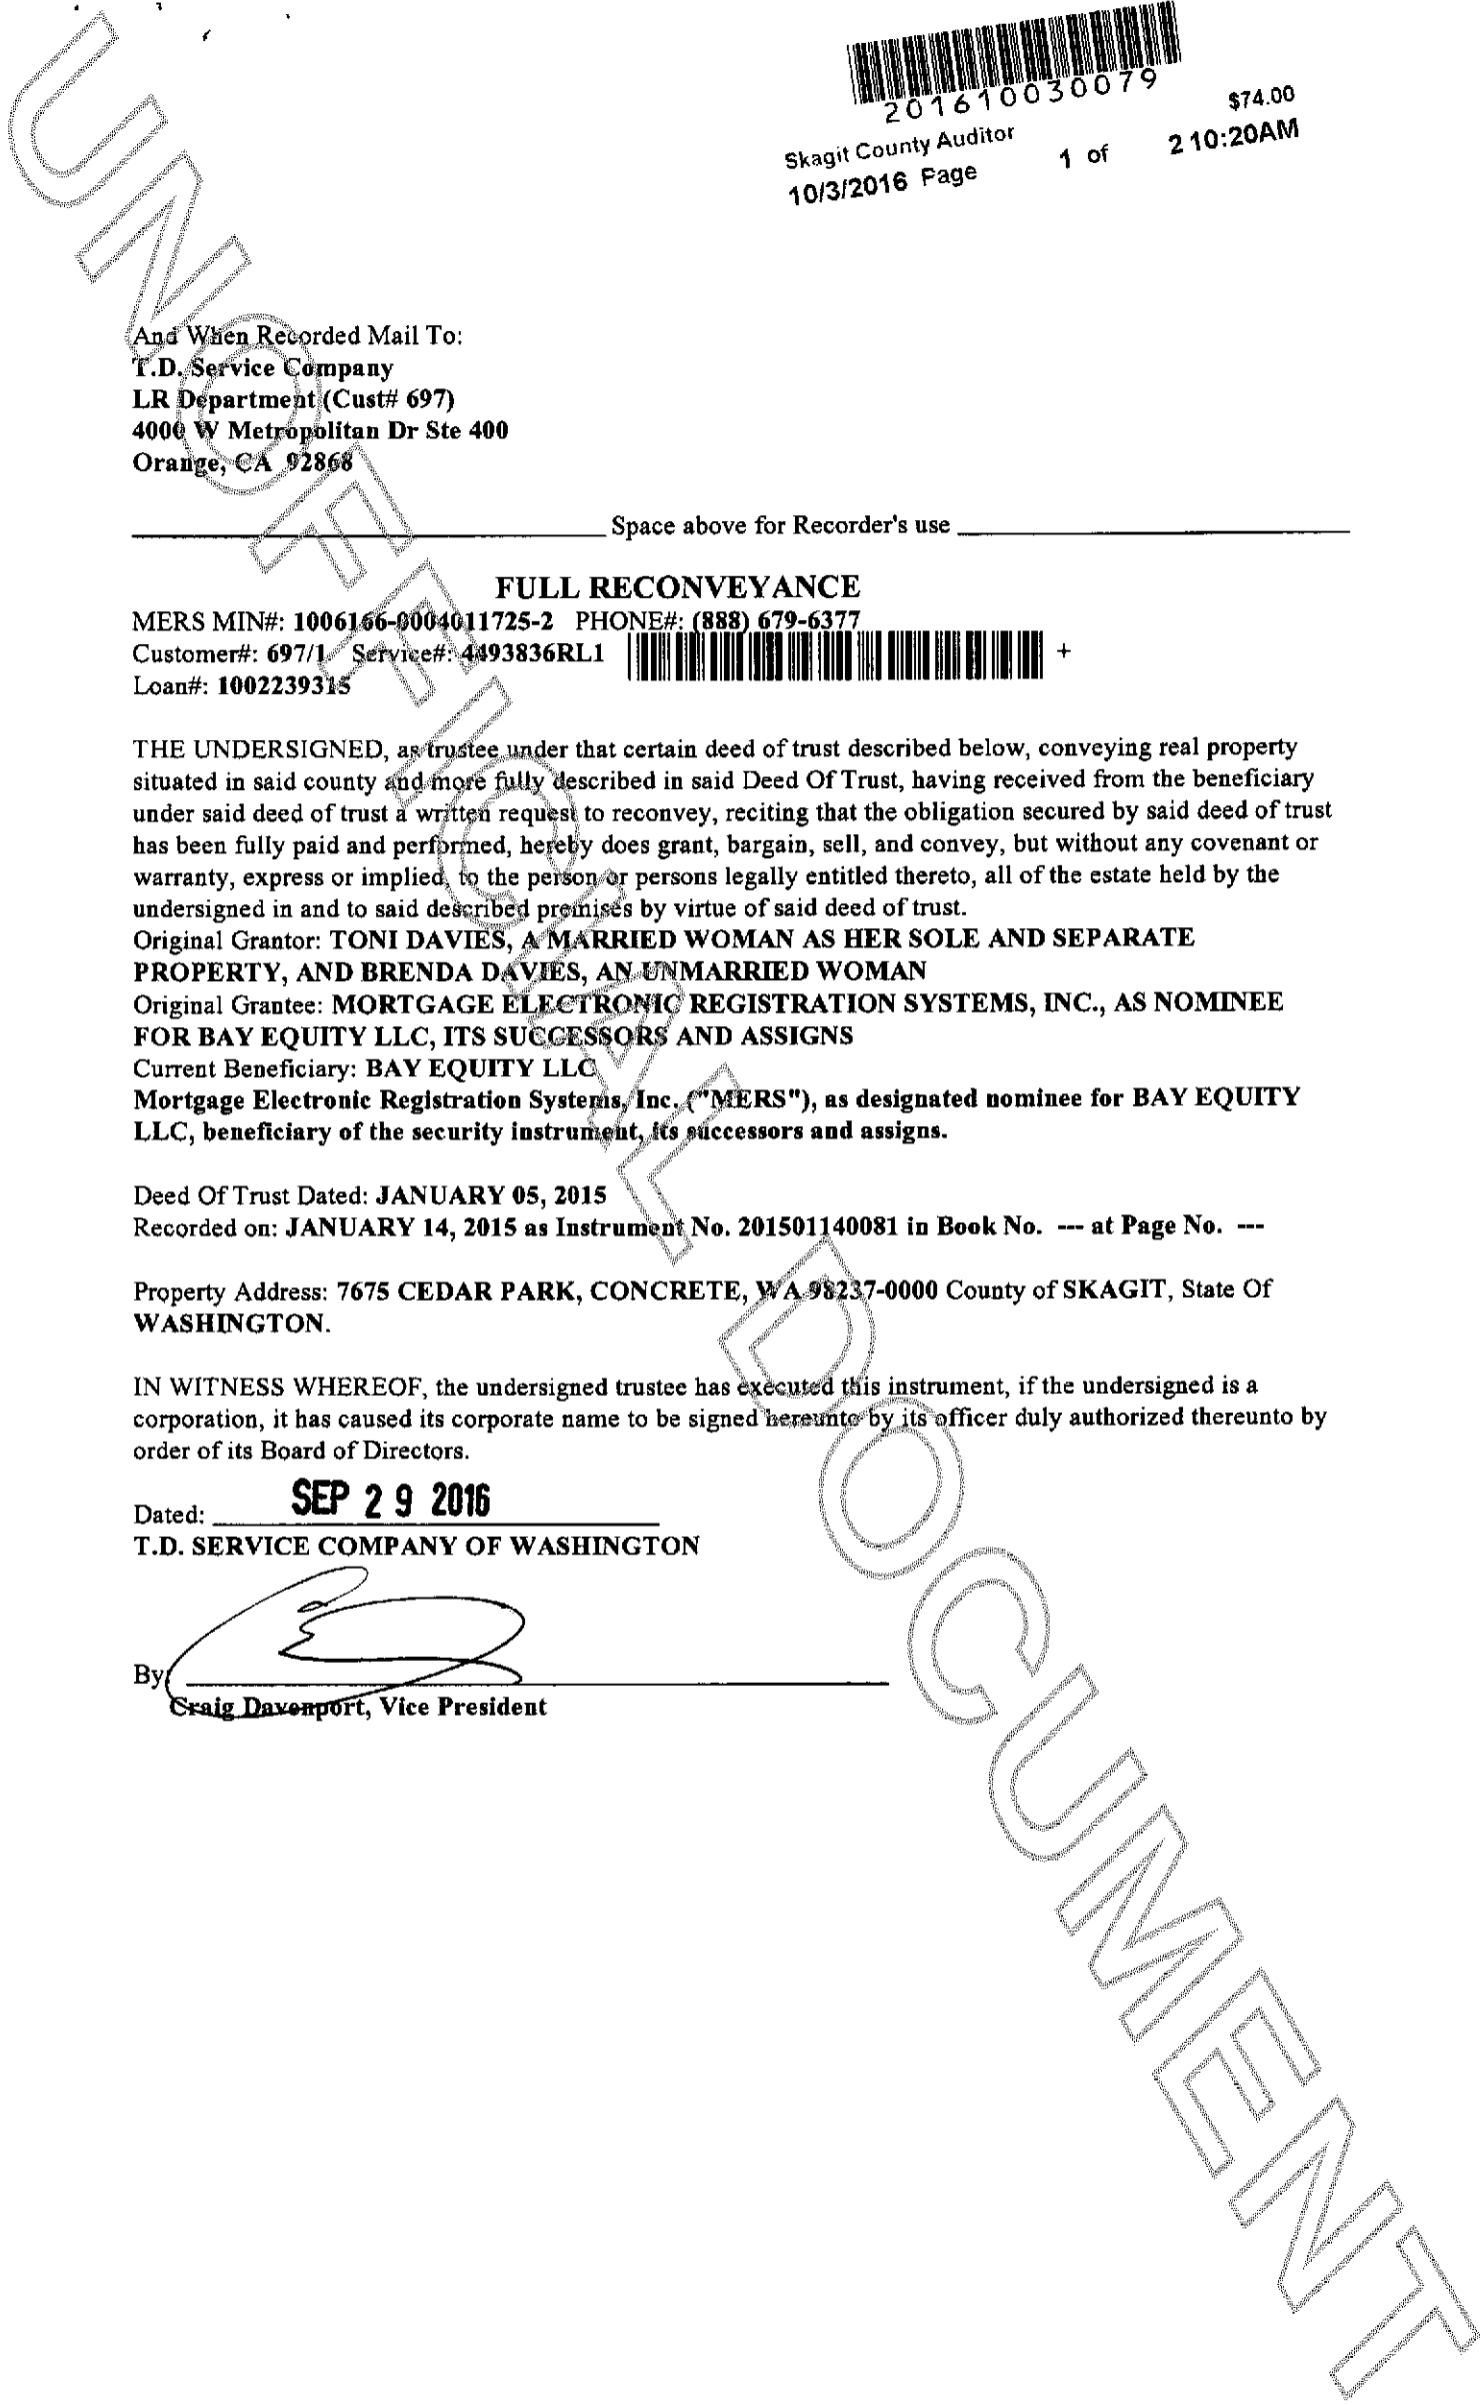 201610030079
$74.00
Skagit County Auditor
10/3/2016 Page 1 of 2 10:20AM
And When Recorded Mail To:
T.D. Service Company
LR Department (Cust# 697)
4000 W Metropolitan Dr Ste 400
Orange, CA 92868
Space above for Recorder's use
FULL RECONVEYANCE
MERS MIN#: 1006166-0004011725-2 PHONE#: (888) 679-6377
Customer#: 697/1 Service#: 4493836RL1 +
Loan#: 1002239315
THE UNDERSIGNED, as trustee under that certain deed of trust described below, conveying real property
situated in said county and more fully described in said Deed Of Trust, having received from the beneficiary
under said deed of trust a written request to reconvey, reciting that the obligation secured by said deed of trust
has been fully paid and performed, hereby does grant, bargain, sell, and convey, but without any covenant or
warranty, express or implied, to the person or persons legally entitled thereto, all of the estate held by the
undersigned in and to said described premises by virtue of said deed of trust.
Original Grantor: TONI DAVIES, A MARRIED WOMAN AS HER SOLE AND SEPARATE
PROPERTY, AND BRENDA DAVIES, AN UNMARRIED WOMAN
Original Grantee: MORTGAGE ELECTRONIC REGISTRATION SYSTEMS, INC., AS NOMINEE
FOR BAY EQUITY LLC, ITS SUCCESSORS AND ASSIGNS
Current Beneficiary: BAY EQUITY LLC
Mortgage Electronic Registration Systems, Inc. ("MERS"), as designated nominee for BAY EQUITY
LLC, beneficiary of the security instrument, its successors and assigns.
Deed Of Trust Dated: JANUARY 05, 2015
Recorded on: JANUARY 14, 2015 as Instrument No. 201501140081 in Book No. --- at Page No. ---
Property Address: 7675 CEDAR PARK, CONCRETE, WA 98237-0000 County of SKAGIT, State Of
WASHINGTON.
IN WITNESS WHEREOF, the undersigned trustee has executed this instrument, if the undersigned is a
corporation, it has caused its corporate name to be signed hereunto by its officer duly authorized thereunto by
order of its Board of Directors.
Dated: SEP 29 2016
T.D. SERVICE COMPANY OF WASHINGTON
By
Craig Davenport, Vice President
UNOFFICIAL DOCUMENT